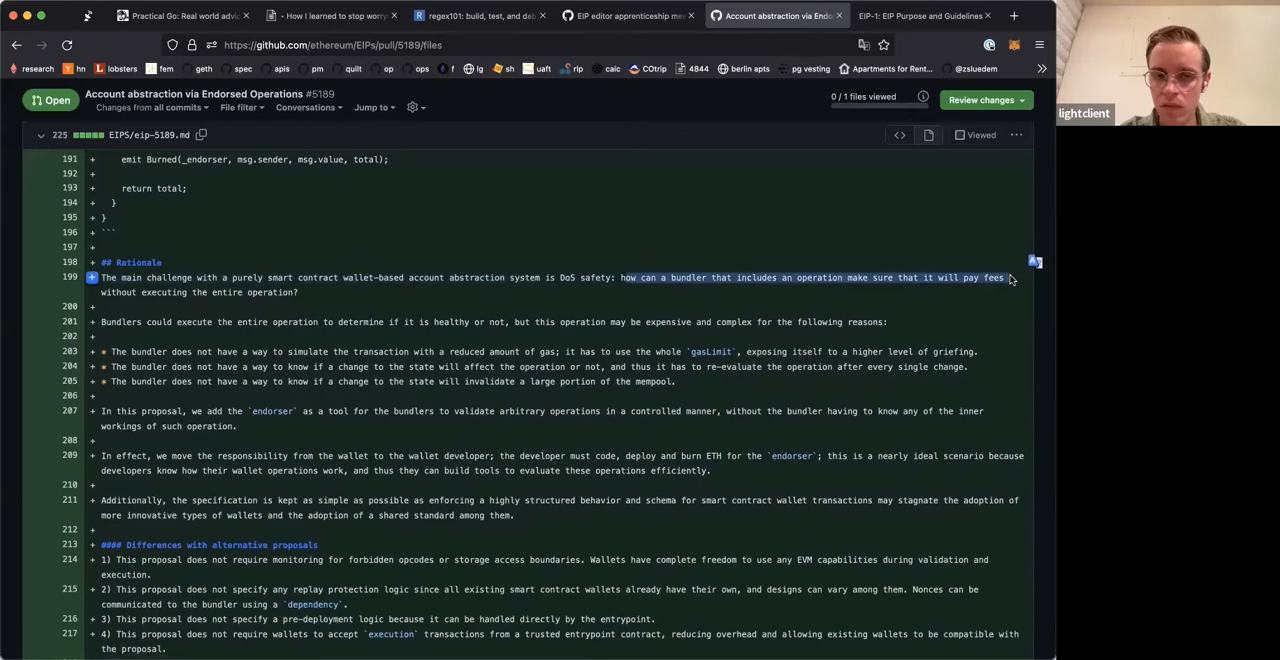 Practical Go: Real world advic
· How I learned to stop worry
regex101: build, test, and deb
EIP editor apprenticeship mee
Account abstraction via Endo
EIP-1: EIP Purpose and Guidelines
https://github.com/ethereum/EIPs/pull/5189/files
research
hn
lobsters
fem
geth
spec
apis
pm
quilt
op
ops
f
lg
sh
uaft
rlp
caic
COtrip
4844
berlin apts
pg vesting
Apartments for Rent...
@zsluedem
Open
Account abstraction via Endorsed Operations #5189
Changes from all commits
File filter
Conversations
Jump to
0 / 1 files viewed
Review changes
225
EIPS/eip-5189.md
Viewed
191 + emit Burned(_endorser, msg.sender, msg.value, total);
192 +
193 + return total;
194 + }
195 + }
196 + ```
197 +
198 + ## Rationale
199 + The main challenge with a purely smart contract wallet-based account abstraction system is DoS safety: how can a bundler that includes an operation make sure that it will pay fees
without executing the entire operation?
200 +
201 + Bundlers could execute the entire operation to determine if it is healthy or not, but this operation may be expensive and complex for the following reasons:
202 +
203 + * The bundler does not have a way to simulate the transaction with a reduced amount of gas; it has to use the whole `gasLimit`, exposing itself to a higher level of griefing.
204 + * The bundler does not have a way to know if a change to the state will affect the operation or not, and thus it has to re-evaluate the operation after every single change.
205 + * The bundler does not have a way to know if a change to the state will invalidate a large portion of the mempool.
206 +
207 + In this proposal, we add the `endorser` as a tool for the bundlers to validate arbitrary operations in a controlled manner, without the bundler having to know any of the inner
workings of such operation.
208 +
209 + In effect, we move the responsibility from the wallet to the wallet developer; the developer must code, deploy and burn ETH for the `endorser`; this is a nearly ideal scenario because
developers know how their wallet operations work, and thus they can build tools to evaluate these operations efficiently.
210 +
211 + Additionally, the specification is kept as simple as possible as enforcing a highly structured behavior and schema for smart contract wallet transactions may stagnate the adoption of
more innovative types of wallets and the adoption of a shared standard among them.
212 +
213 + #### Differences with alternative proposals
214 + 1) This proposal does not require monitoring for forbidden opcodes or storage access boundaries. Wallets have complete freedom to use any EVM capabilities during validation and
execution.
215 + 2) This proposal does not specify any replay protection logic since all existing smart contract wallets already have their own, and designs can vary among them. Nonces can be
communicated to the bundler using a `dependency`.
216 + 3) This proposal does not specify a pre-deployment logic because it can be handled directly by the entrypoint.
217 + 4) This proposal does not require wallets to accept `execution` transactions from a trusted entrypoint contract, reducing overhead and allowing existing wallets to be compatible with
the proposal.
lightclient